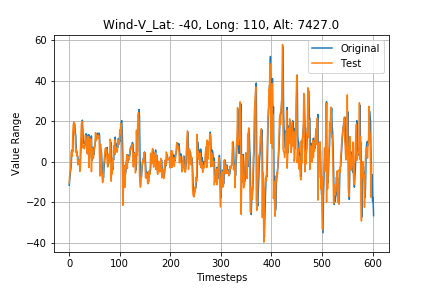 Wind-V_Lat: -40, Long: 110, Alt: 7427.0
Original
Test
Value Range
60
40
20
0
−20
−40
0 100 200 300 400 500 600
Timesteps